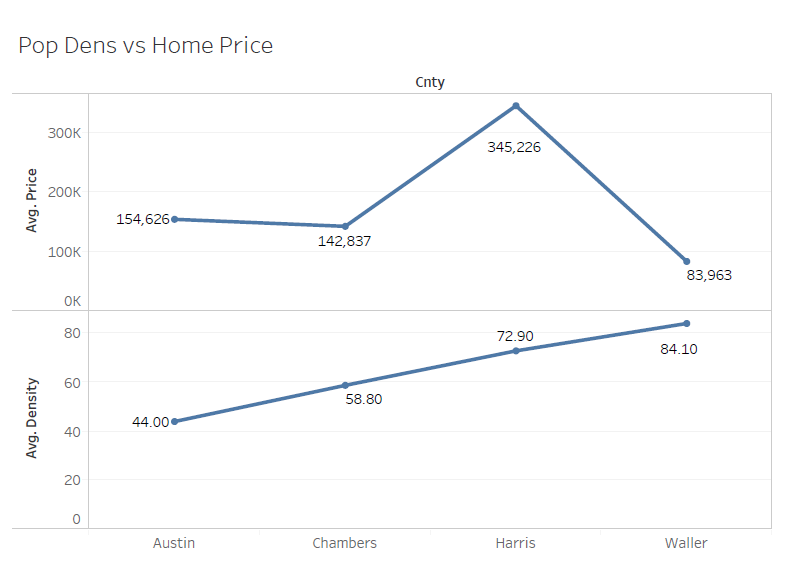 Pop Dens vs Home Price
Cnty
Avg. Price
300K
200K
100K
0K
154,626
142,837
345,226
83,963
Avg. Density
80
60
40
20
0
44.00
58.80
72.90
84.10
Austin Chambers Harris Waller